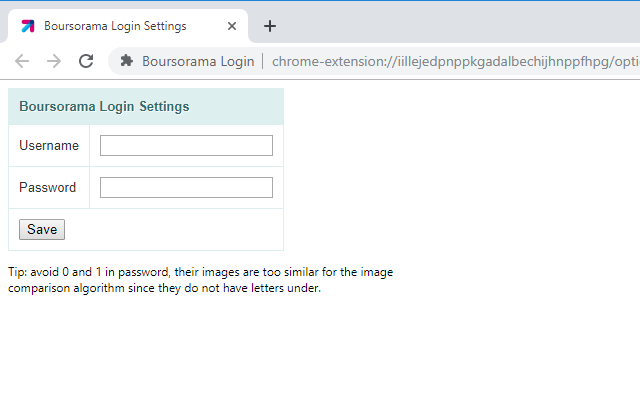 Boursorama Login Settings
Boursorama Login | chrome-extension://iillejedpnppkgadalbechijhnppfhpg/opti
Boursorama Login Settings
Username
Password
Save
Tip: avoid 0 and 1 in password, their images are too similar for the image
comparison algorithm since they do not have letters under.